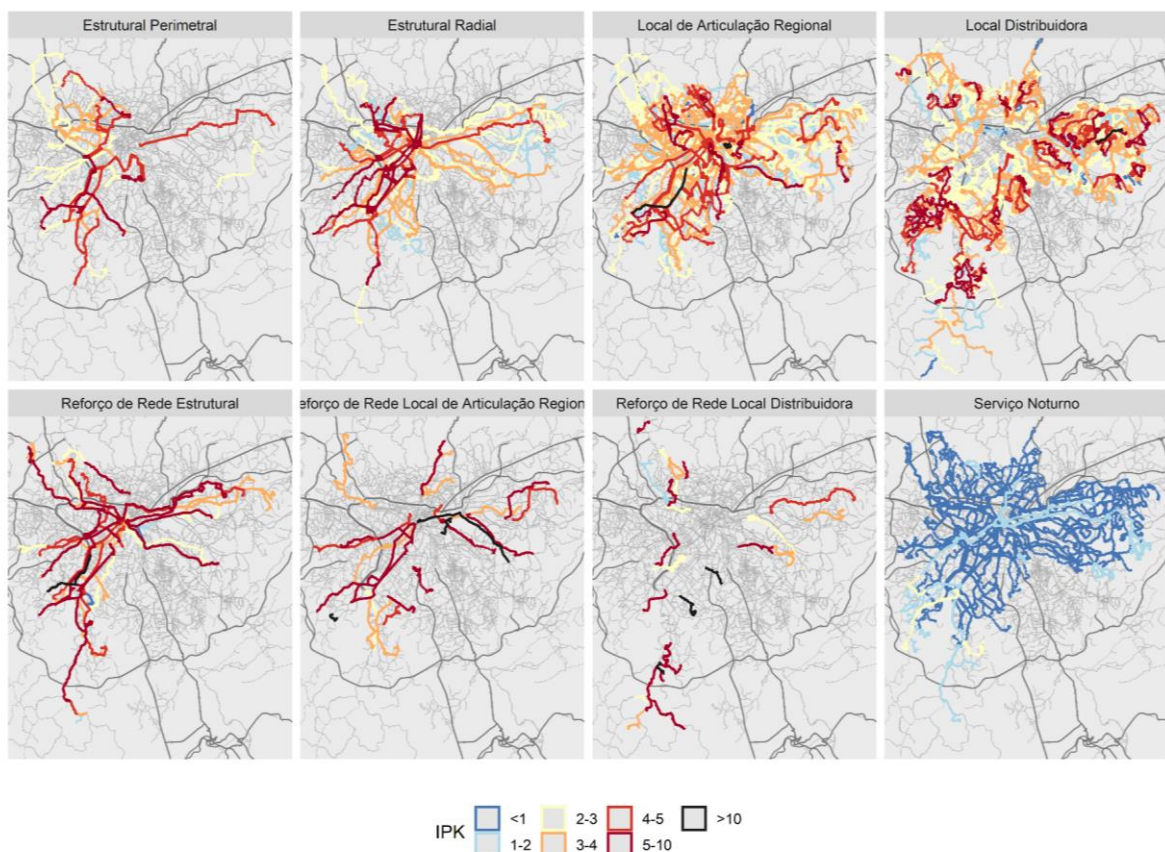 Estrutural Perimetral
Estrutural Radial
Local de Articulação Regional
Local Distribuidora
Reforço de Rede Estrutural
eforço de Rede Local de Articulação Region
Reforço de Rede Local Distribuidora
Serviço Noturno
IPK
<1
2-3
4-5
>10
1-2
3-4
5-10